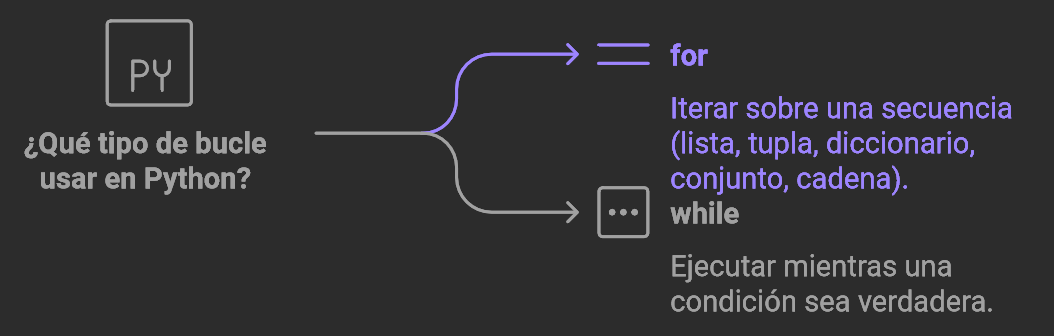 PY
¿Qué tipo de bucle
usar en Python?
for
Iterar sobre una secuencia
(lista, tupla, diccionario,
conjunto, cadena).
while
Ejecutar mientras una
condición sea verdadera.